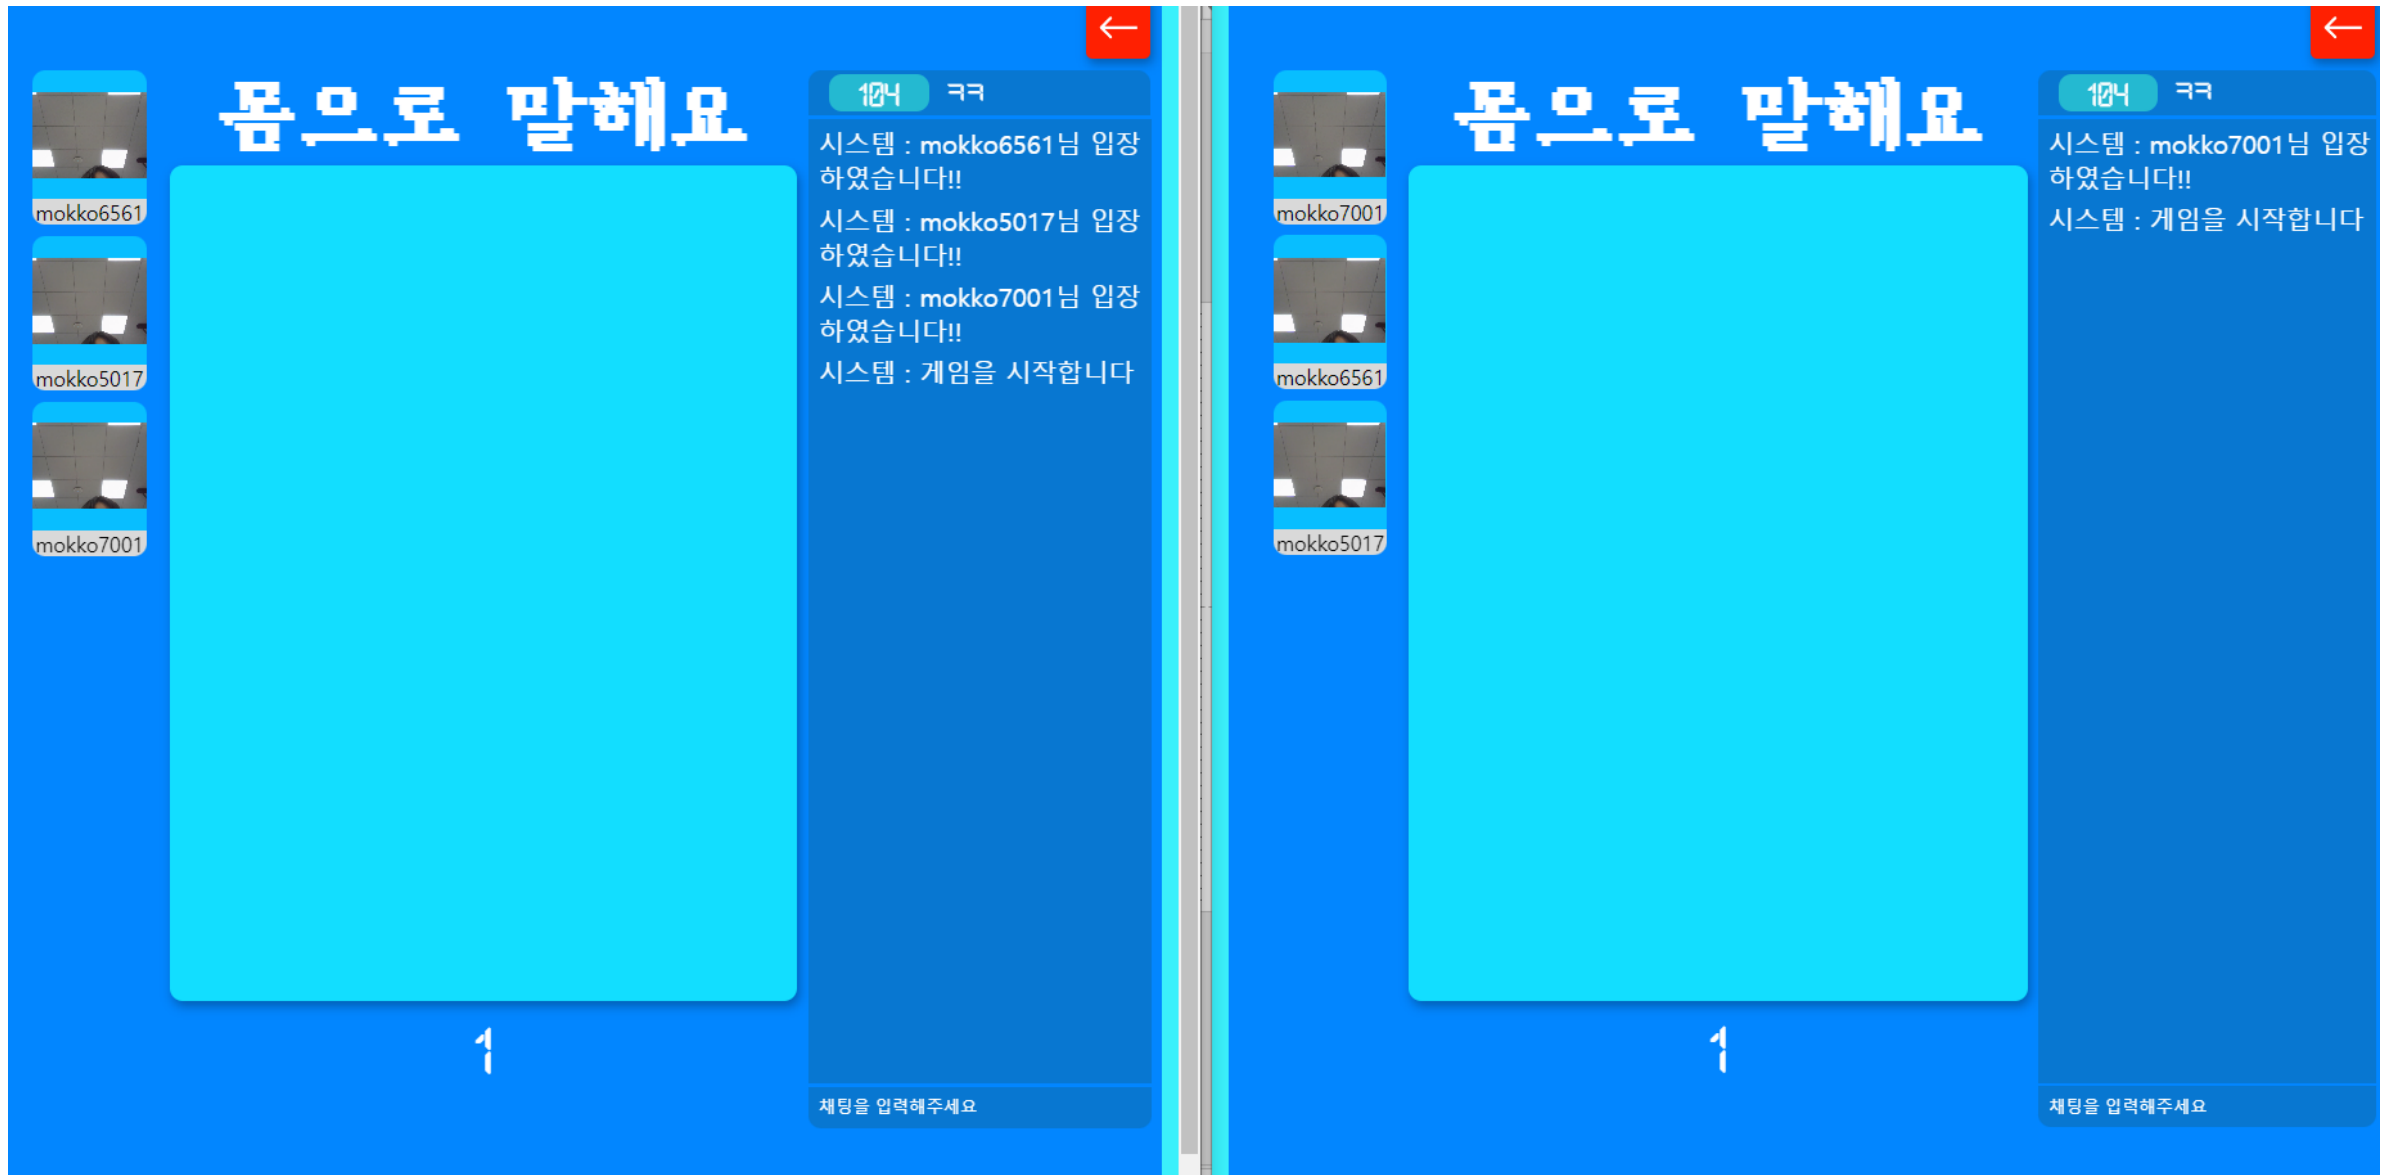 ←
몸으로 말해요
104 ㅋㅋ
시스템 : mokko6561님 입장
하였습니다!!
시스템 : mokko5017님 입장
하였습니다!!
시스템 : mokko7001님 입장
하였습니다!!
시스템 : 게임을 시작합니다
mokko6561
mokko5017
mokko7001
1
채팅을 입력해주세요
←
몸으로 말해요
104 ㅋㅋ
시스템 : mokko7001님 입장
하였습니다!!
시스템 : 게임을 시작합니다
mokko7001
mokko6561
mokko5017
1
채팅을 입력해주세요